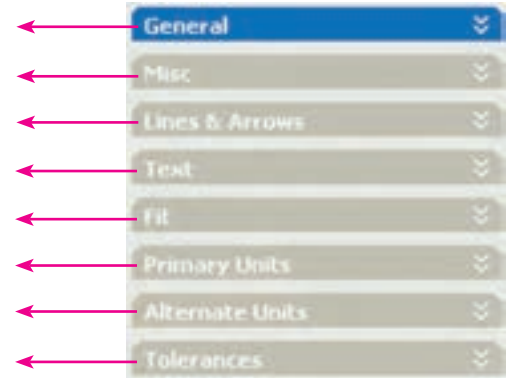 General
Misc
Lines & Arrows
Text
Fit
Primary Units
Alternate Units
Tolerances